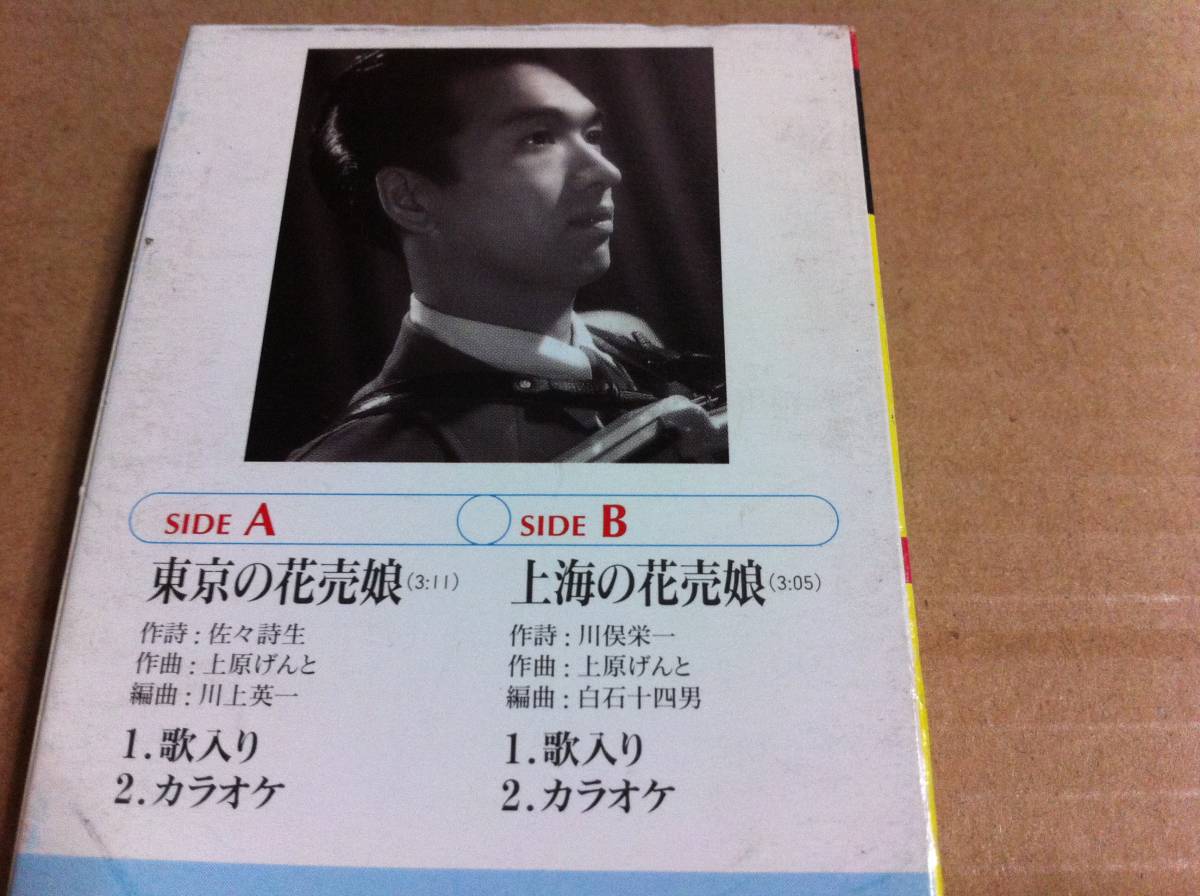 SIDE A
東京の花売娘(3:11)
作詩：佐々詩生
作曲：上原げんと
編曲：川上英一
1.歌入り
2.カラオケ
SIDE B
上海の花売娘(3:05)
作詩：川俣栄一
作曲：上原げんと
編曲：白石十四男
1.歌入り
2.カラオケ